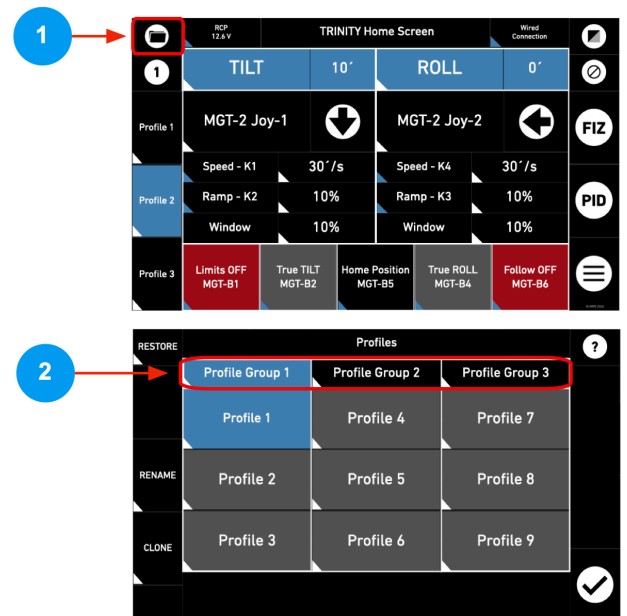 1
RCP
12.6 V
TRINITY Home Screen
Wired
Connection
1
TILT
10´
ROLL
0´
Profile 1
MGT-2 Joy-1
MGT-2 Joy-2
FIZ
Speed - K1
30´/s
Speed - K4
30´/s
Profile 2
Ramp - K2
10%
Ramp - K3
10%
PID
Window
10%
Window
10%
Profile 3
Limits OFF
MGT-B1
True TILT
MGT-B2
Home Position
MGT-B5
True ROLL
MGT-B4
Follow OFF
MGT-B6
2
RESTORE
Profiles
?
Profile Group 1
Profile Group 2
Profile Group 3
Profile 1
Profile 4
Profile 7
RENAME
Profile 2
Profile 5
Profile 8
CLONE
Profile 3
Profile 6
Profile 9